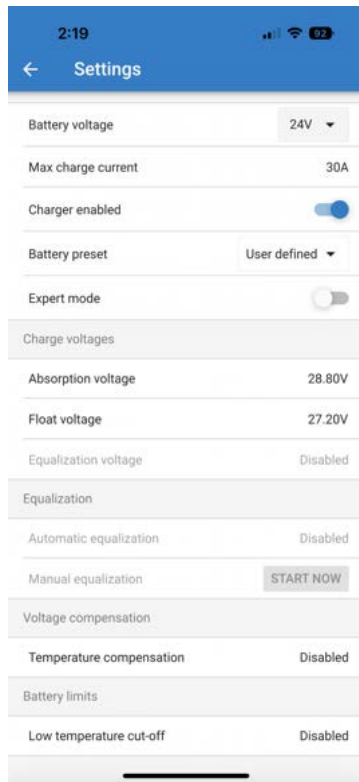 2:19
92
Settings
Battery voltage 24V
Max charge current 30A
Charger enabled
Battery preset User defined
Expert mode
Charge voltages
Absorption voltage 28.80V
Float voltage 27.20V
Equalization voltage Disabled
Equalization
Automatic equalization Disabled
Manual equalization START NOW
Voltage compensation
Temperature compensation Disabled
Battery limits
Low temperature cut-off Disabled